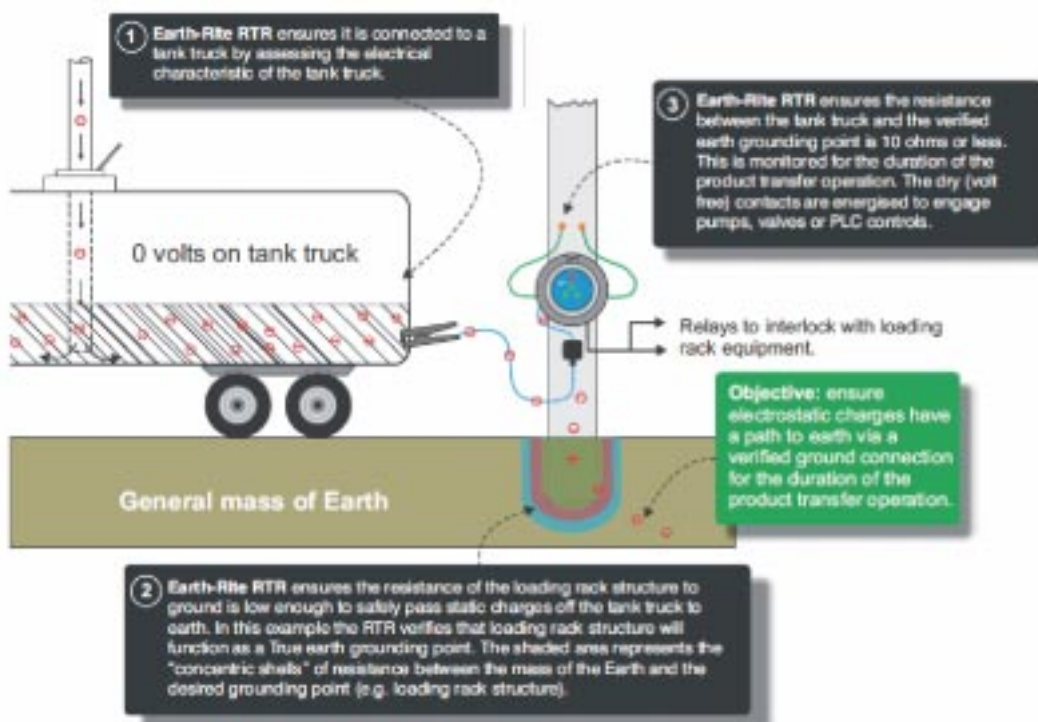 1 Earth-Rite RTR ensures it is connected to a
tank truck by assessing the electrical
characteristic of the tank truck.
3 Earth-Rite RTR ensures the resistance
between the tank truck and the verified
earth grounding point is 10 ohms or less.
This is monitored for the duration of the
product transfer operation. The dry (volt
free) contacts are energised to engage
pumps, valves or PLC controls.
0 volts on tank truck
Relays to interlock with loading
rack equipment.
Objective: ensure
electrostatic charges have
a path to earth via a
verified ground connection
for the duration of the
product transfer operation.
General mass of Earth
2 Earth-Rite RTR ensures the resistance of the loading rack structure to
ground is low enough to safely pass static charges off the tank truck to
earth. In this example the RTR verifies that loading rack structure will
function as a True earth grounding point. The shaded area represents the
"concentric shells" of resistance between the mass of the Earth and the
desired grounding point (e.g. loading rack structure).